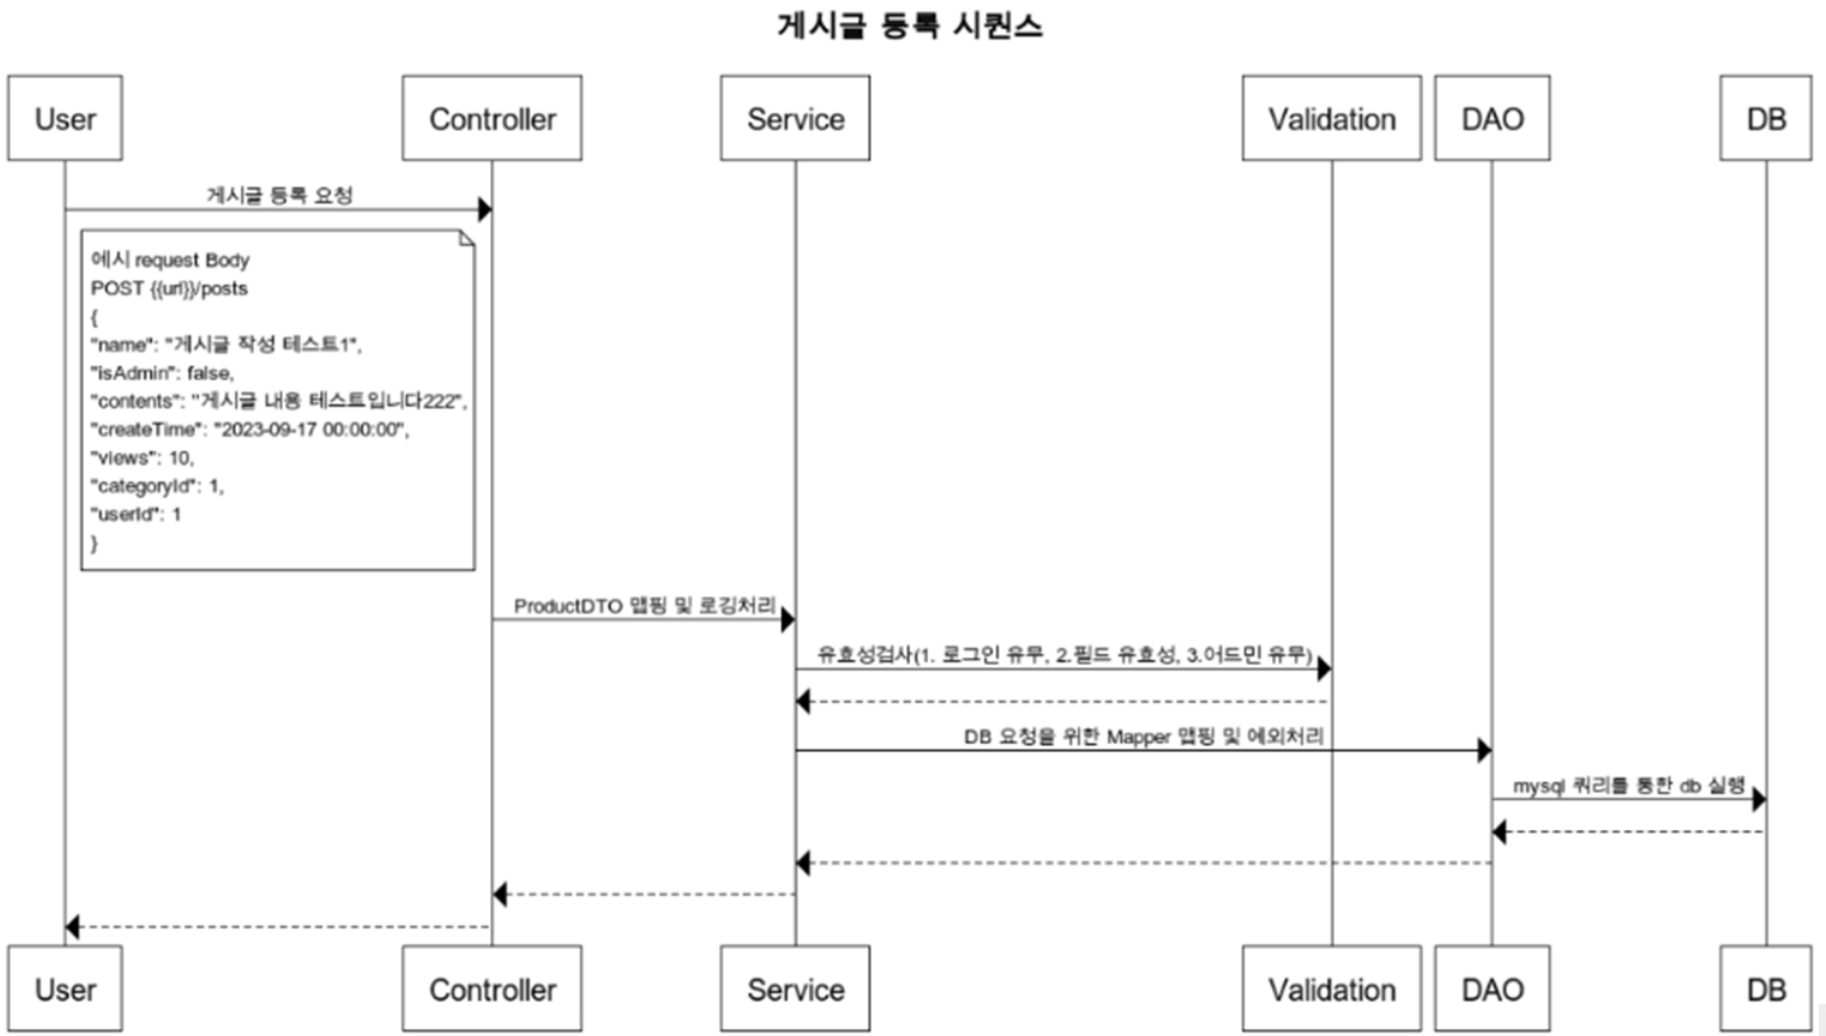 게시글 등록 시퀀스
User
Controller
Service
Validation
DAO
DB
게시글 등록 요청
예시 request Body
POST {{url}}/posts
{
"name": "게시글 작성 테스트1",
"isAdmin": false,
"contents": "게시글 내용 테스트입니다222",
"createTime": "2023-09-17 00:00:00",
"views": 10,
"categoryId": 1,
"userId": 1
}
ProductDTO 맵핑 및 로깅처리
유효성검사(1. 로그인 유무, 2.필드 유효성, 3.어드민 유무)
DB 요청을 위한 Mapper 맵핑 및 예외처리
mysql 쿼리를 통한 db 실행
User
Controller
Service
Validation
DAO
DB